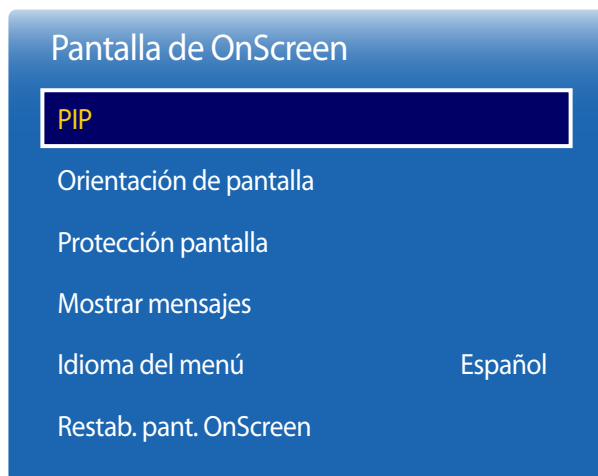 Pantalla de OnScreen
PIP
Orientación de pantalla
Protección pantalla
Mostrar mensajes
Idioma del menú Español
Restab. pant. OnScreen